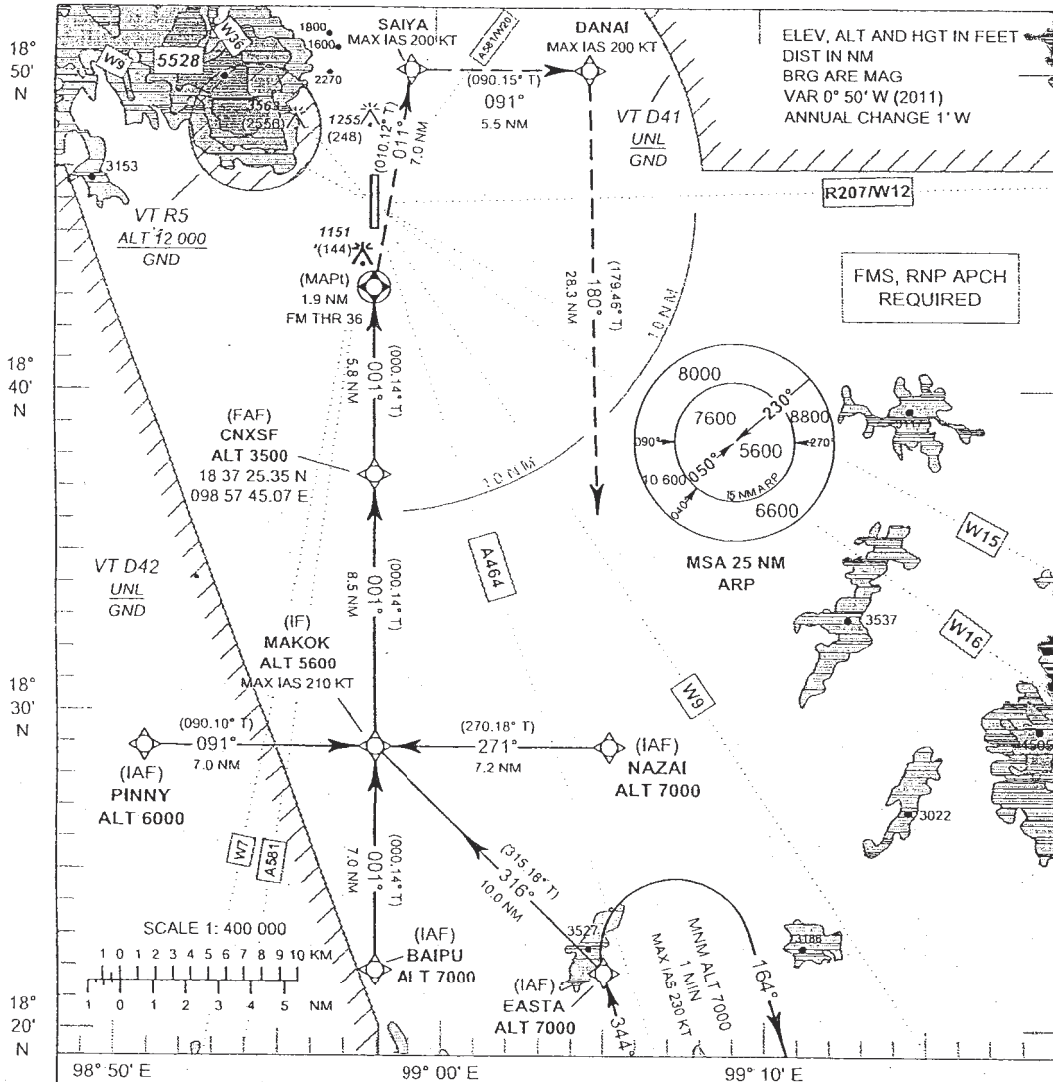 SAIYA
MAX IAS 200 KT
DANAI
MAX IAS 200 KT
ELEV, ALT AND HGT IN FEET
DIST IN NM
BRG ARE MAG
VAR 0° 50' W (2011)
ANNUAL CHANGE 1' W
18°
50'
N
W9
W36
5528
1800
1600
2270
A581/W20
(090.15° T)
091°
5.5 NM
VT D41
UNL
GND
3563
(2556)
1255
(248)
(010.12° T)
011°
7.0 NM
3153
VT R5
ALT 12 000
GND
R207/W12
1151
(144)
(MAPt)
1.9 NM
FM THR 36
(179.46° T)
180°
28.3 NM
10 NM
FMS, RNP APCH
REQUIRED
18°
40'
N
(000.14° T)
001°
5.8 NM
(FAF)
CNXSF
ALT 3500
18 37 25.35 N
098 57 45.07 E
10 NM
8000
7600
230°
8800
090°
270°
5600
10 600
050°
15 NM ARP
040°
6600
MSA 25 NM
ARP
W15
A464
VT D42
UNL
GND
(000.14° T)
001°
8.5 NM
(IF)
MAKOK
ALT 5600
MAX IAS 210 KT
3537
W16
W9
18°
30'
N
(090.10° T)
091°
7.0 NM
(270.18° T)
271°
7.2 NM
(IAF)
PINNY
ALT 6000
(IAF)
NAZAI
ALT 7000
4505
3022
W7
A581
(000.14° T)
001°
7.0 NM
(315.18° T)
316°
10.0 NM
SCALE 1: 400 000
1 0 1 2 3 4 5 6 7 8 9 10 KM
1 0 1 2 3 4 5 NM
(IAF)
BAIPU
ALT 7000
3527
(IAF)
EASTA
ALT 7000
344°
MNM ALT 7000
1 MIN
MAX IAS 230 KT
164°
3186
18°
20'
N
98° 50' E
99° 00' E
99° 10' E